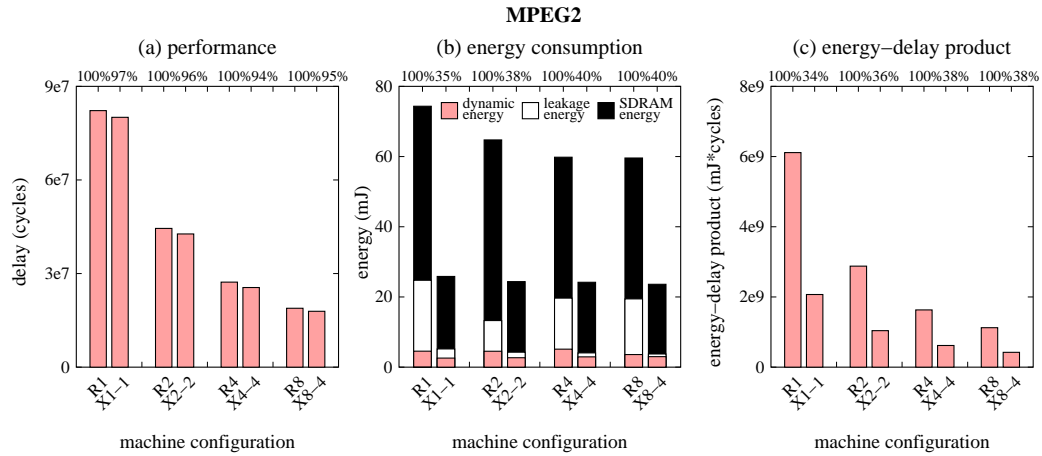 MPEG2
(a) performance
100%97% 100%96% 100%94% 100%95%
9e7
6e7
3e7
0
delay (cycles)
R1 X1−1 R2 X2−2 R4 X4−4 R8 X8−4
machine configuration
(b) energy consumption
100%35% 100%38% 100%40% 100%40%
dynamic energy
leakage energy
SDRAM energy
80
60
40
20
0
energy (mJ)
R1 X1−1 R2 X2−2 R4 X4−4 R8 X8−4
machine configuration
(c) energy−delay product
100%34% 100%36% 100%38% 100%38%
8e9
6e9
4e9
2e9
0
energy−delay product (mJ*cycles)
R1 X1−1 R2 X2−2 R4 X4−4 R8 X8−4
machine configuration